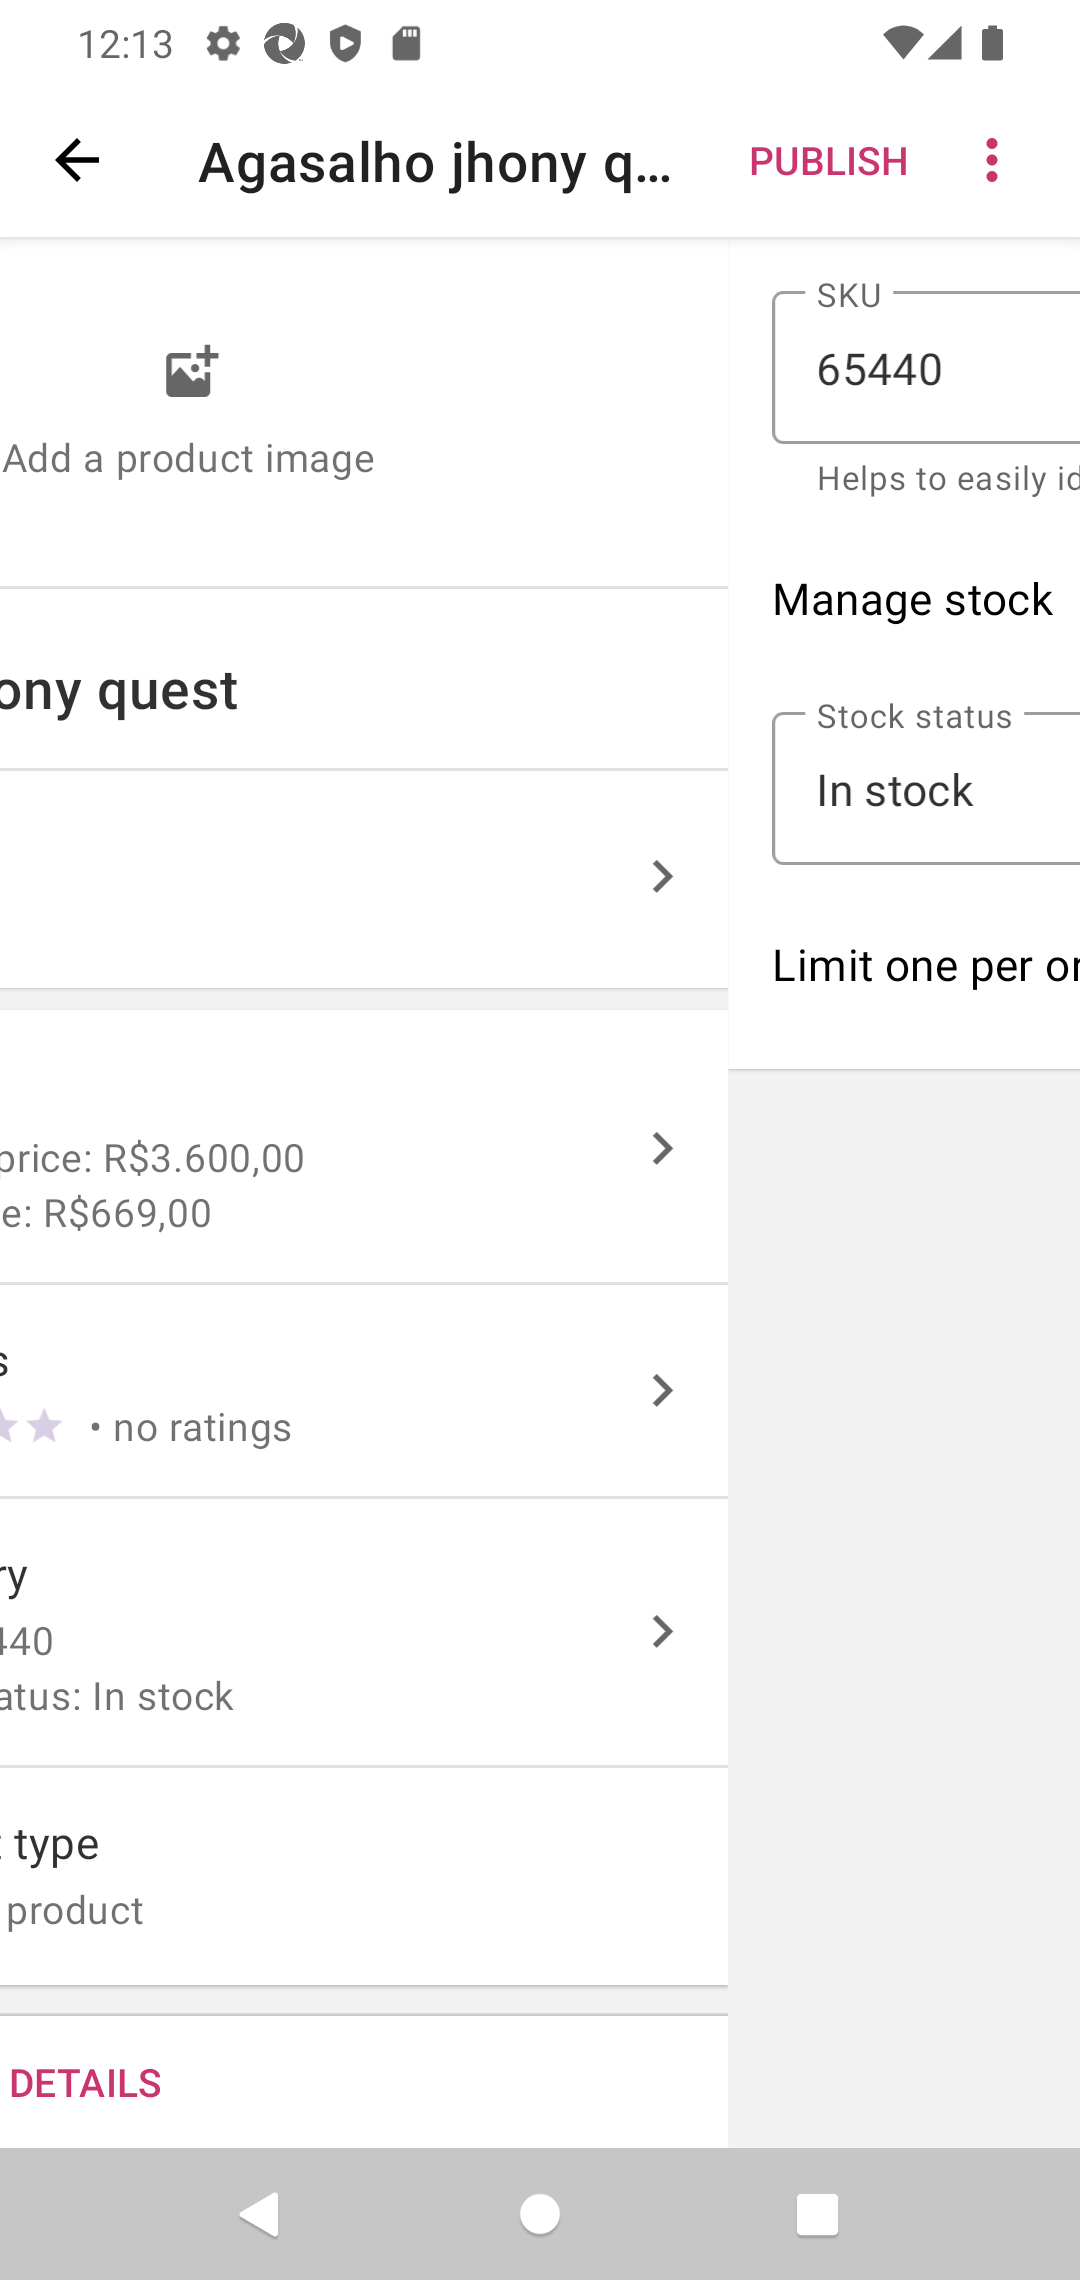 12:13
Agasalho jhony q...
PUBLISH
Add a product image
ony quest
price: R$3.600,00
e: R$669,00
s
• no ratings
ry
440
atus: In stock
type
product
DETAILS
SKU
65440
Helps to easily id
Manage stock
Stock status
In stock
Limit one per or